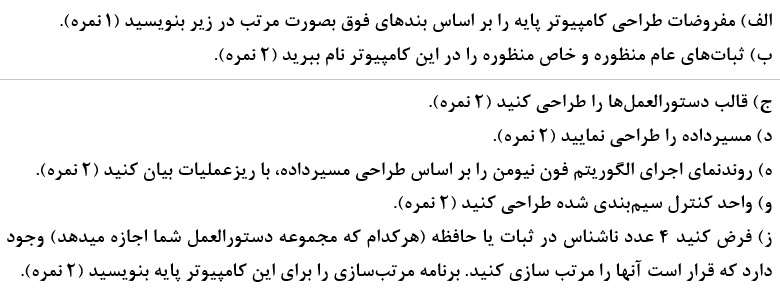 الف) مفروضات طراحی کامپیوتر پایه را بر اساس بندهای فوق بصورت مرتب در زیر بنویسید (۱ نمره).
ب) ثبات‌های عام منظوره و خاص منظوره را در این کامپیوتر نام ببرید (۲ نمره).
ج) قالب دستورالعمل‌ها را طراحی کنید (۲ نمره).
د) مسیرداده را طراحی نمایید (۲ نمره).
ه) روندنمای اجرای الگوریتم فون نیومن را بر اساس طراحی مسیرداده، با ریزعملیات بیان کنید (۲ نمره).
و) واحد کنترل سیم‌بندی شده طراحی کنید (۲ نمره).
ز) فرض کنید ۴ عدد ناشناس در ثبات یا حافظه (هرکدام که مجموعه دستورالعمل شما اجازه میدهد) وجود
دارد که قرار است آنها را مرتب سازی کنید. برنامه مرتب‌سازی را برای این کامپیوتر پایه بنویسید (۲ نمره).